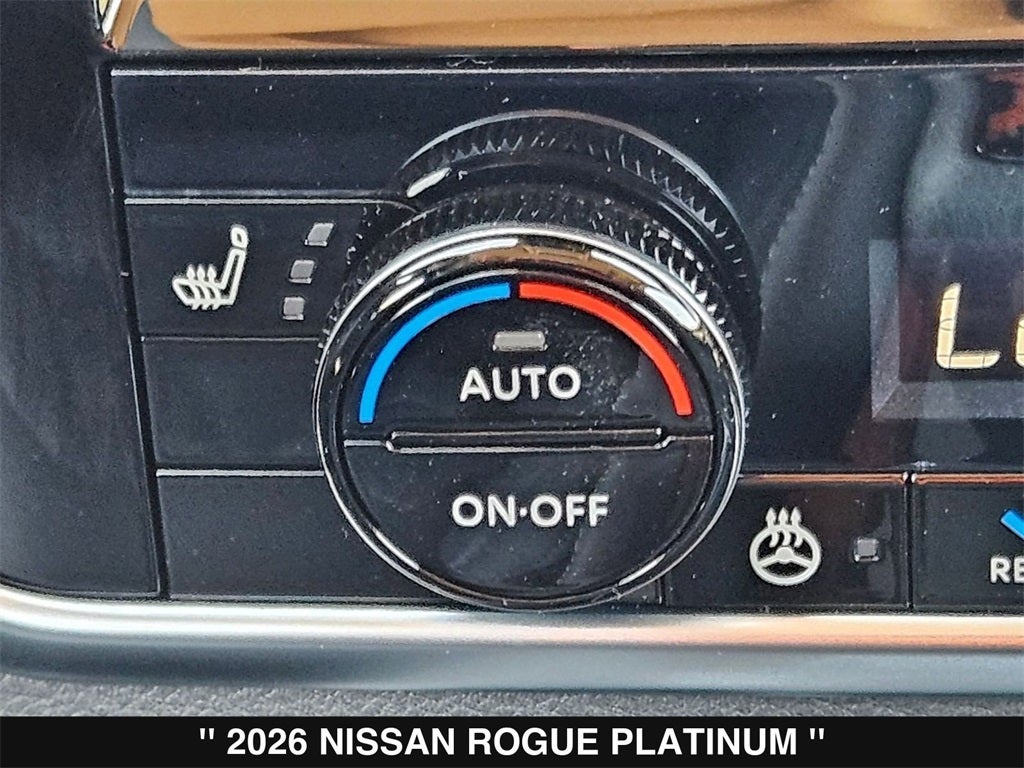 AUTO
ON·OFF
" 2026 NISSAN ROGUE PLATINUM "